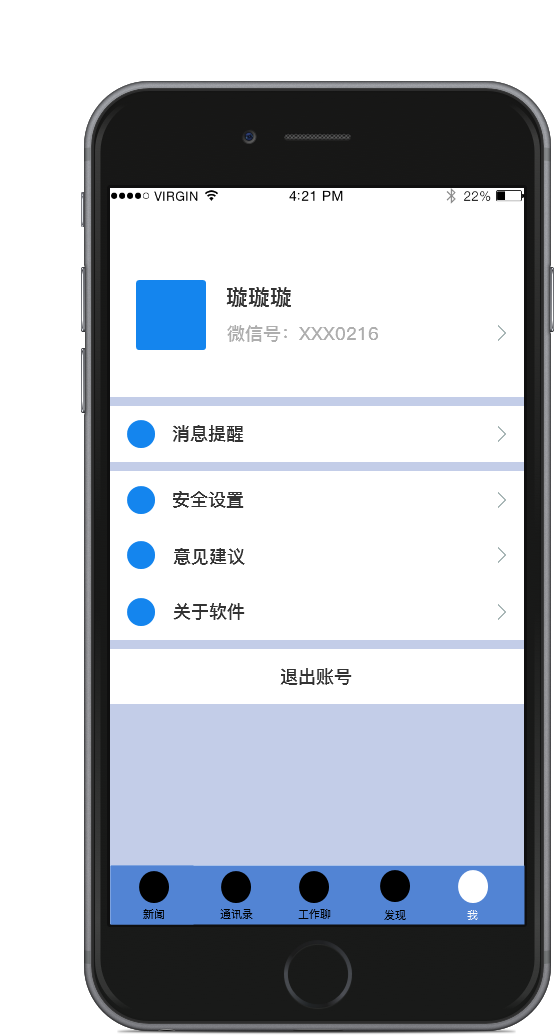 VIRGIN 4:21 PM 22%
璇璇璇
微信号：XXX0216
消息提醒
安全设置
意见建议
关于软件
退出账号
新闻 通讯录 工作聊 发现 我